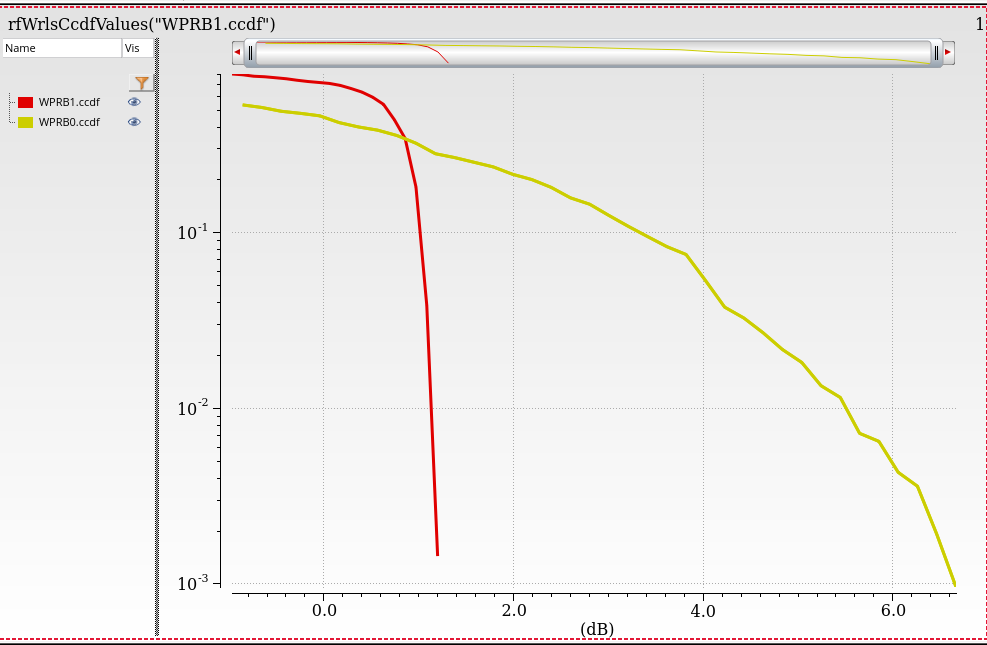 rfWrlsCcdfValues("WPRB1.ccdf") 1
Name Vis
WPRB1.ccdf
WPRB0.ccdf
10-1
10-2
10-3
0.0 2.0 4.0 6.0
(dB)